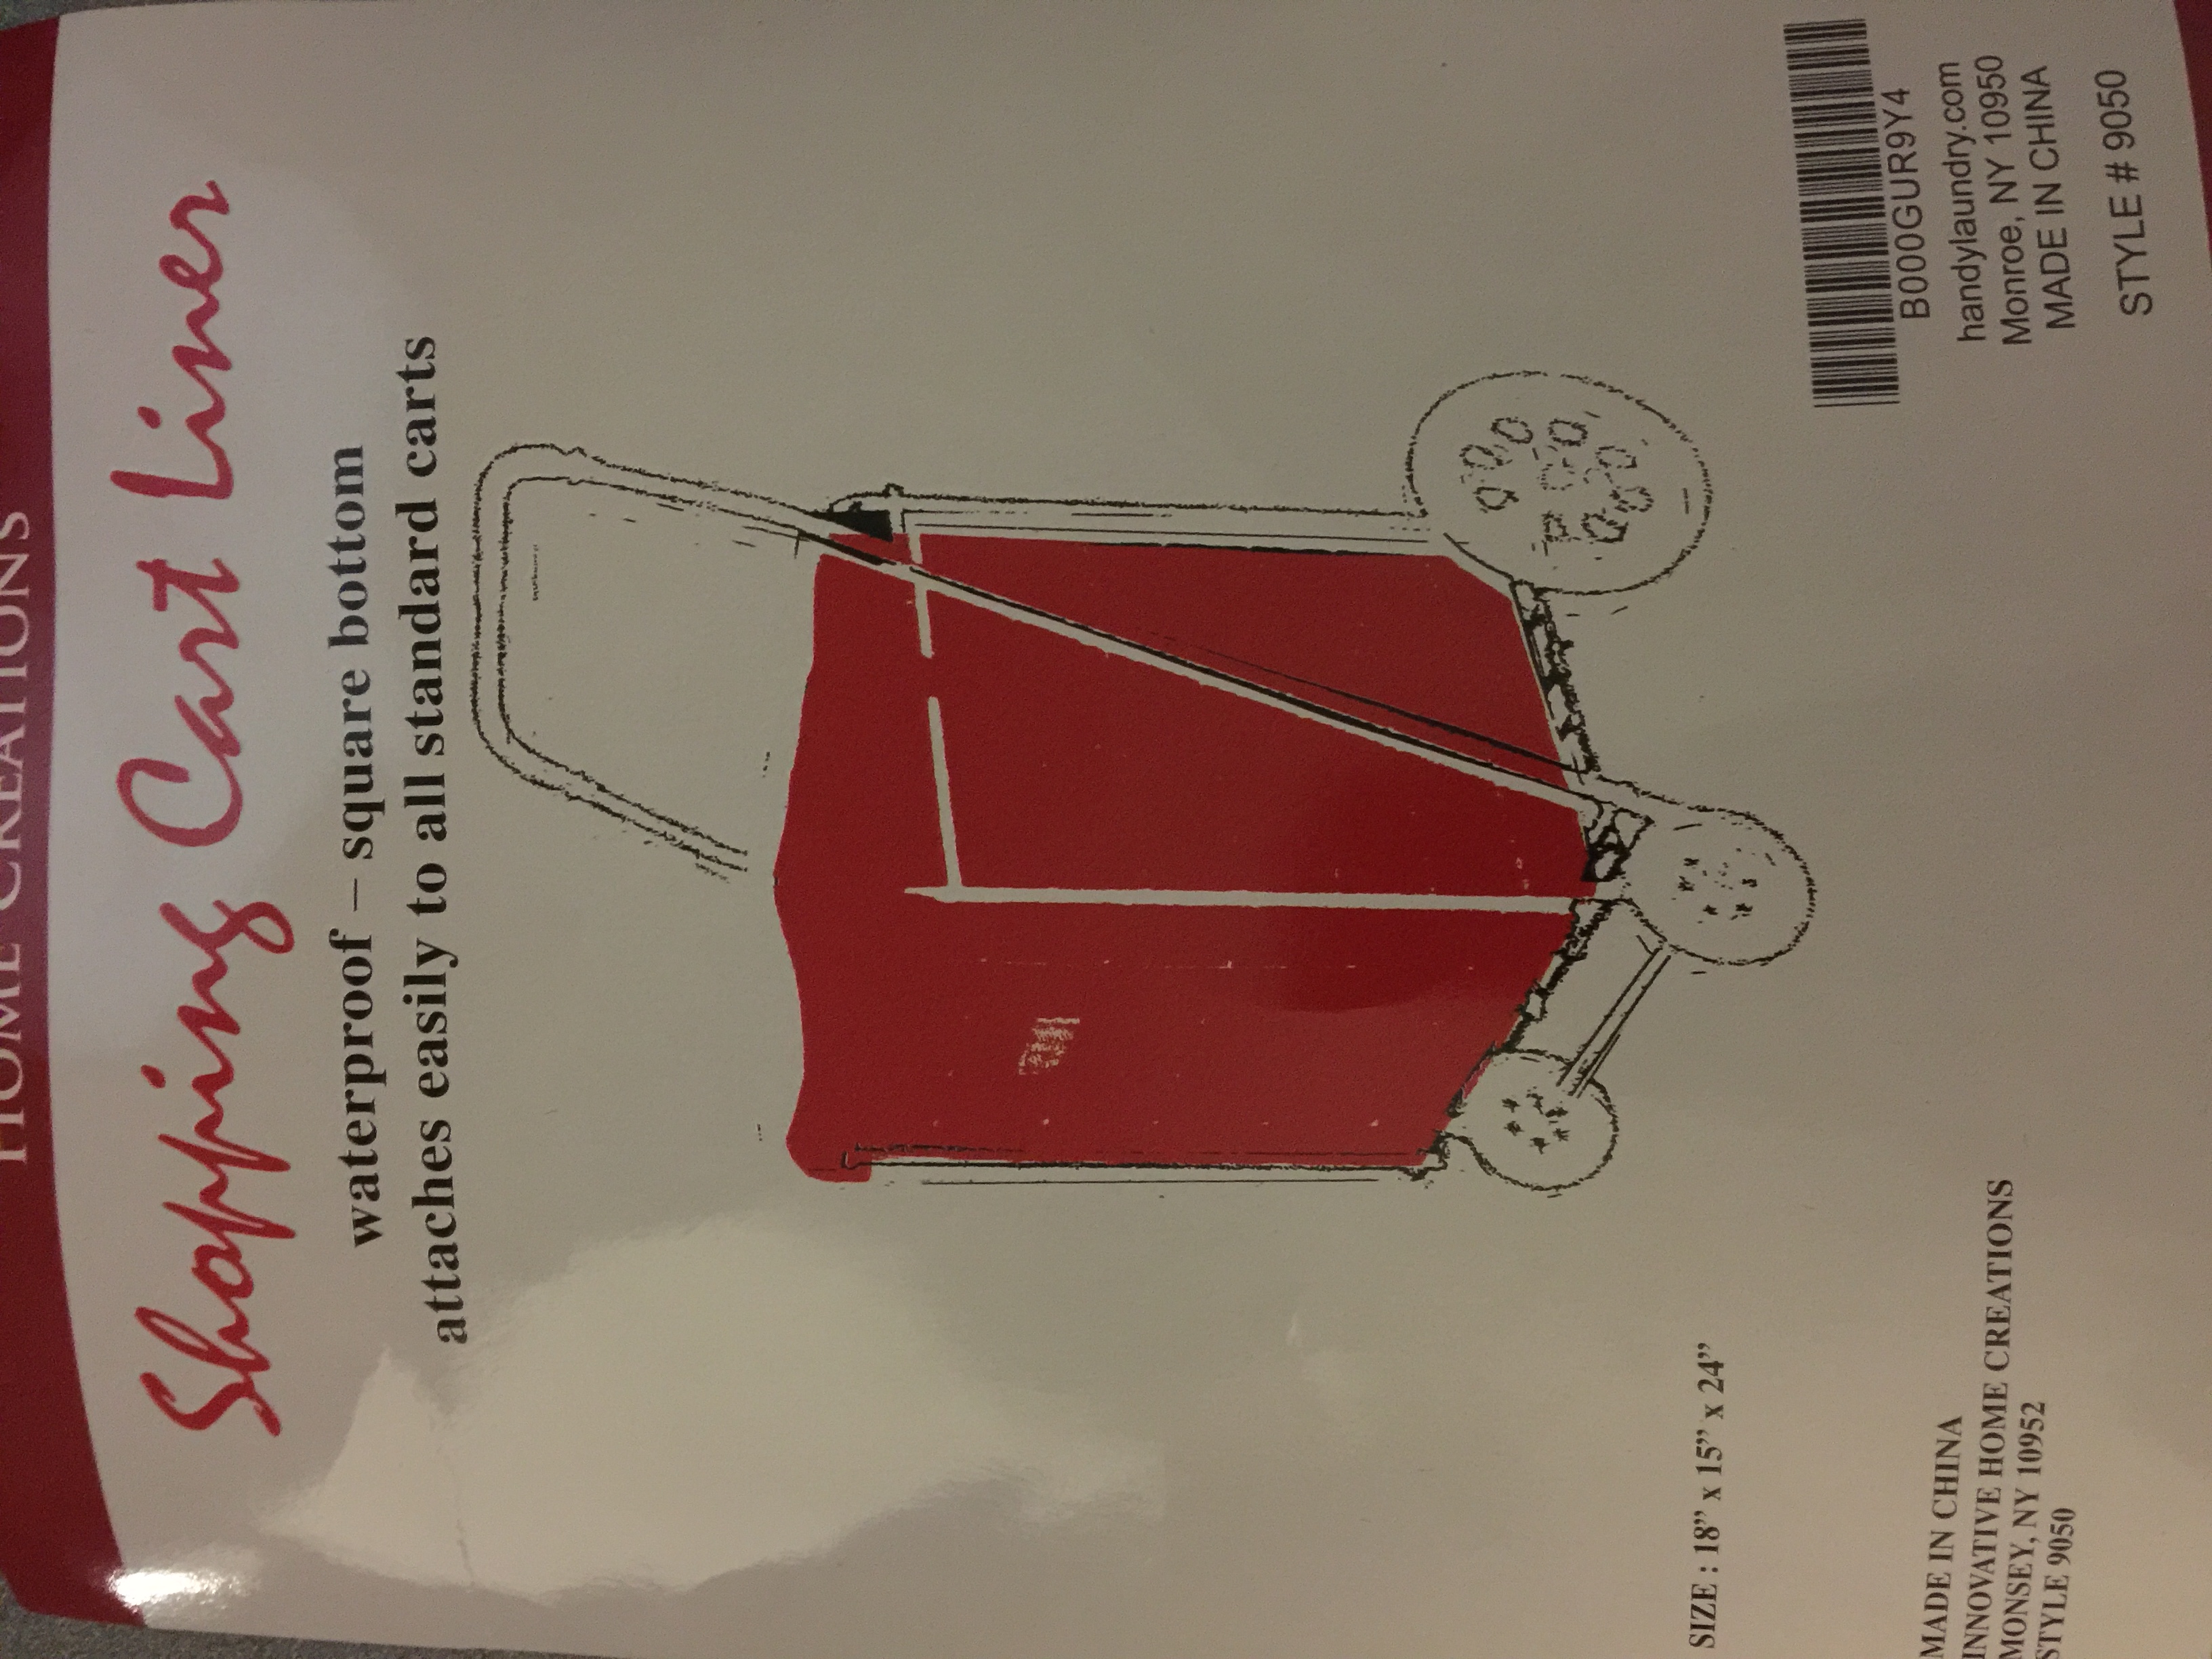 HOME CREATIONS
Shopping Cart Liner
waterproof – square bottom
attaches easily to all standard carts
SIZE : 18” x 15” x 24”
MADE IN CHINA
INNOVATIVE HOME CREATIONS
MONSEY, NY 10952
STYLE 9050
B000GUR9Y4
handylaundry.com
Monroe, NY 10950
MADE IN CHINA
STYLE # 9050